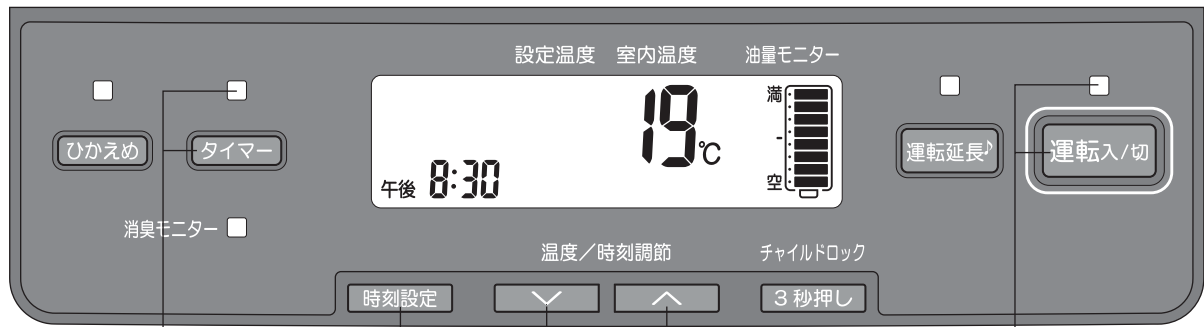 設定温度 室内温度 油量モニター
ひかえめ タイマー
19℃
午後 8:30
満
-
空
運転延長♪ 運転入/切
消臭モニター
温度／時刻調節 チャイルドロック
時刻設定 3秒押し